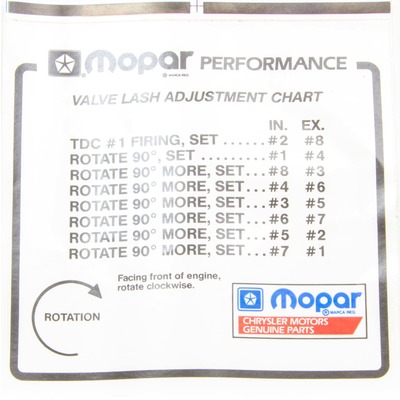 mopar PERFORMANCE
MARCA REG.
VALVE LASH ADJUSTMENT CHART
IN. EX.
TDC #1 FIRING, SET ...... #2 #8
ROTATE 90°, SET .......... #1 #4
ROTATE 90° MORE, SET... #8 #3
ROTATE 90° MORE, SET... #4 #6
ROTATE 90° MORE, SET... #3 #5
ROTATE 90° MORE, SET... #6 #7
ROTATE 90° MORE, SET... #5 #2
ROTATE 90° MORE, SET... #7 #1
Facing front of engine,
rotate clockwise.
ROTATION
mopar
® MARCA REG.
CHRYSLER MOTORS
GENUINE PARTS